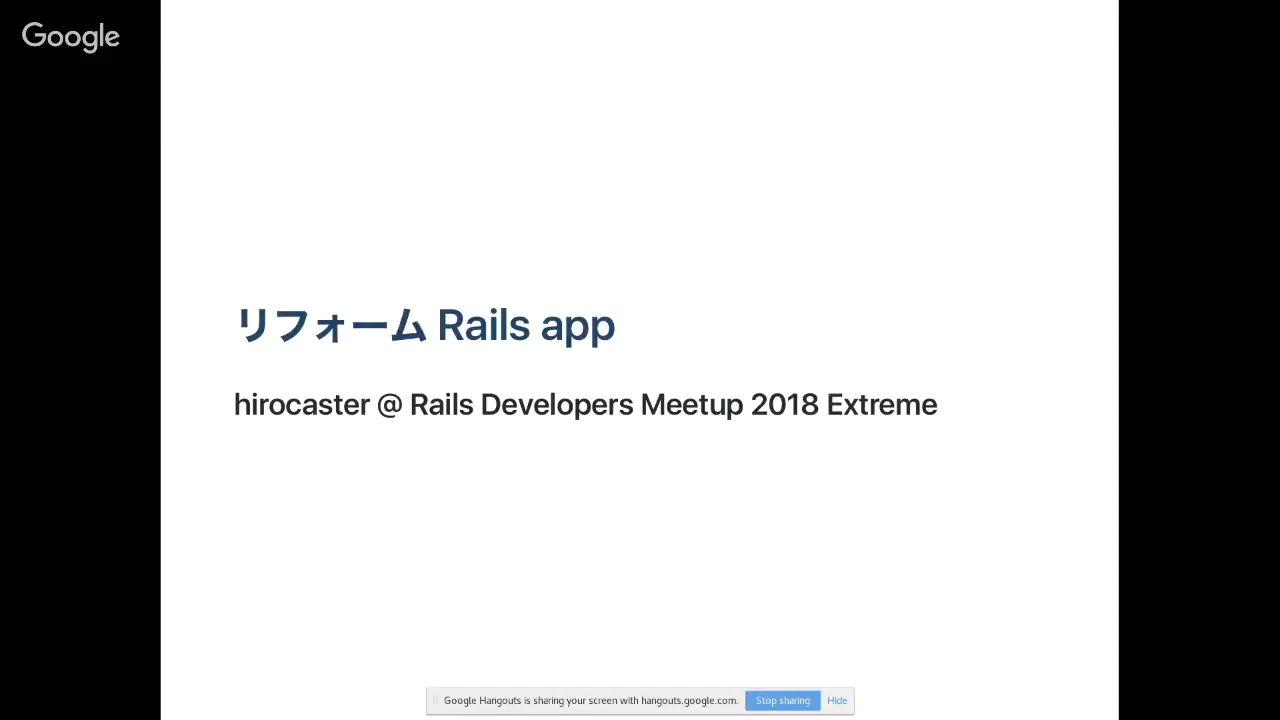 Google
リフォーム Rails app
hirocaster @ Rails Developers Meetup 2018 Extreme
Google Hangouts is sharing your screen with hangouts.google.com. Stop sharing Hide